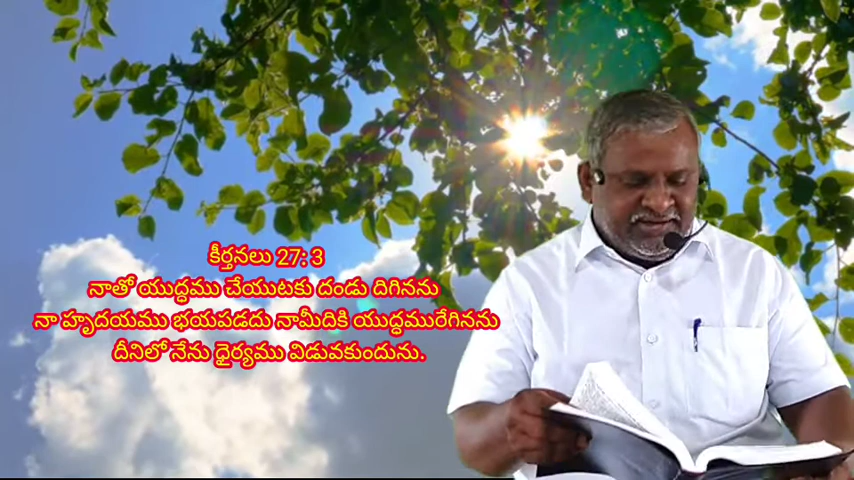 కీర్తనలు 27: 3
నాతో యుద్ధము చేయుటకు దండు దిగినను
నా హృదయము భయపడదు నామీదికి యుద్ధమురేగినను
దీనిలో నేను ధైర్యము విడువకుందును.